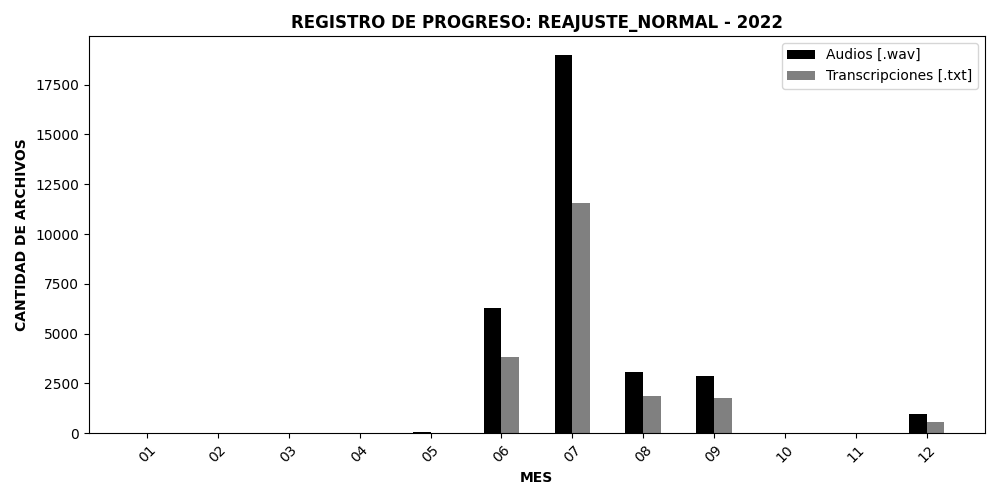 REGISTRO DE PROGRESO: REAJUSTE_NORMAL - 2022
Audios [.wav]
Transcripciones [.txt]
CANTIDAD DE ARCHIVOS
17500
15000
12500
10000
7500
5000
2500
0
01 02 03 04 05 06 07 08 09 10 11 12
MES